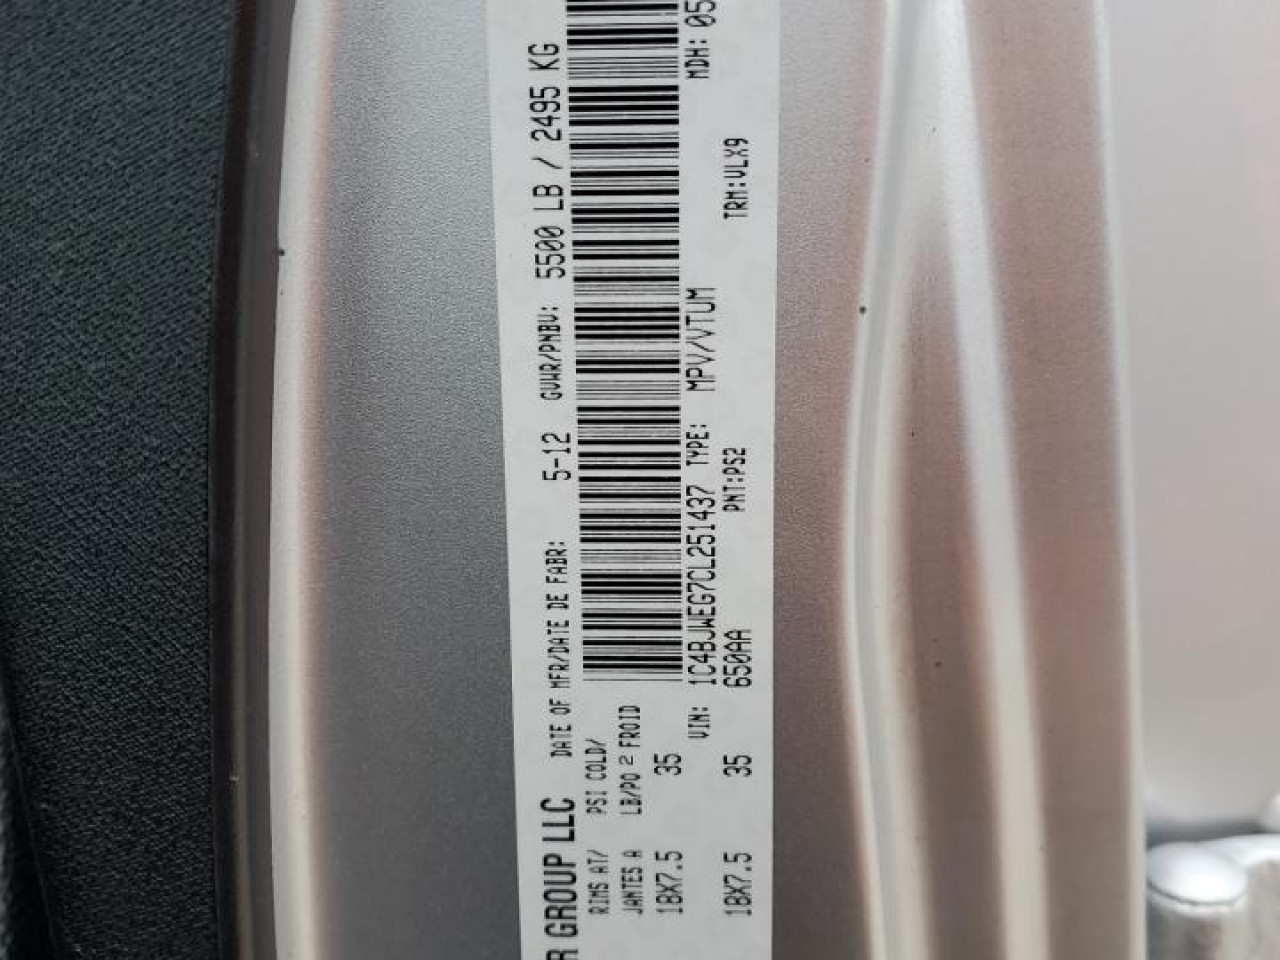 R GROUP LLC DATE OF MFR/DATE DE FABR: 5-12 GVWR/PNBV: 5500 LB / 2495 KG
RIMS AT/ PSI COLD/
JANTES A LB/PO 2 FROID
18X7.5 35
VIN: 1C4BJWEG7CL251437 TYPE: MPV/VTUM MDH: 05
18X7.5 35 650AA PNT:PS2 TRM:VLX9